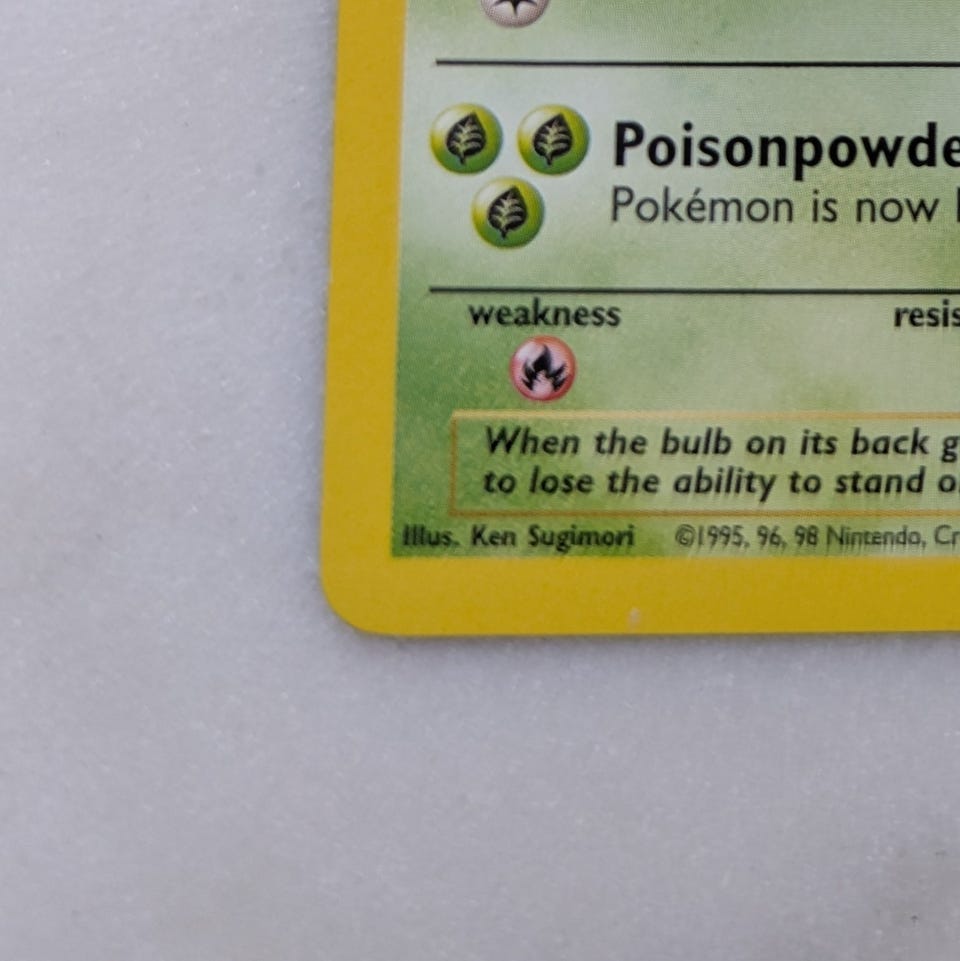 Poisonpowde
Pokémon is now
weakness resis
When the bulb on its back g
to lose the ability to stand o
Illus. Ken Sugimori ©1995, 96, 98 Nintendo, Cr